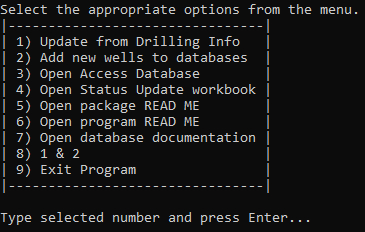 Select the appropriate options from the menu.
|--------------------------------|
| 1) Update from Drilling Info   |
| 2) Add new wells to databases  |
| 3) Open Access Database        |
| 4) Open Status Update workbook |
| 5) Open package READ ME        |
| 6) Open program READ ME        |
| 7) Open database documentation |
| 8) 1 & 2                       |
| 9) Exit Program                |
|--------------------------------|
Type selected number and press Enter...